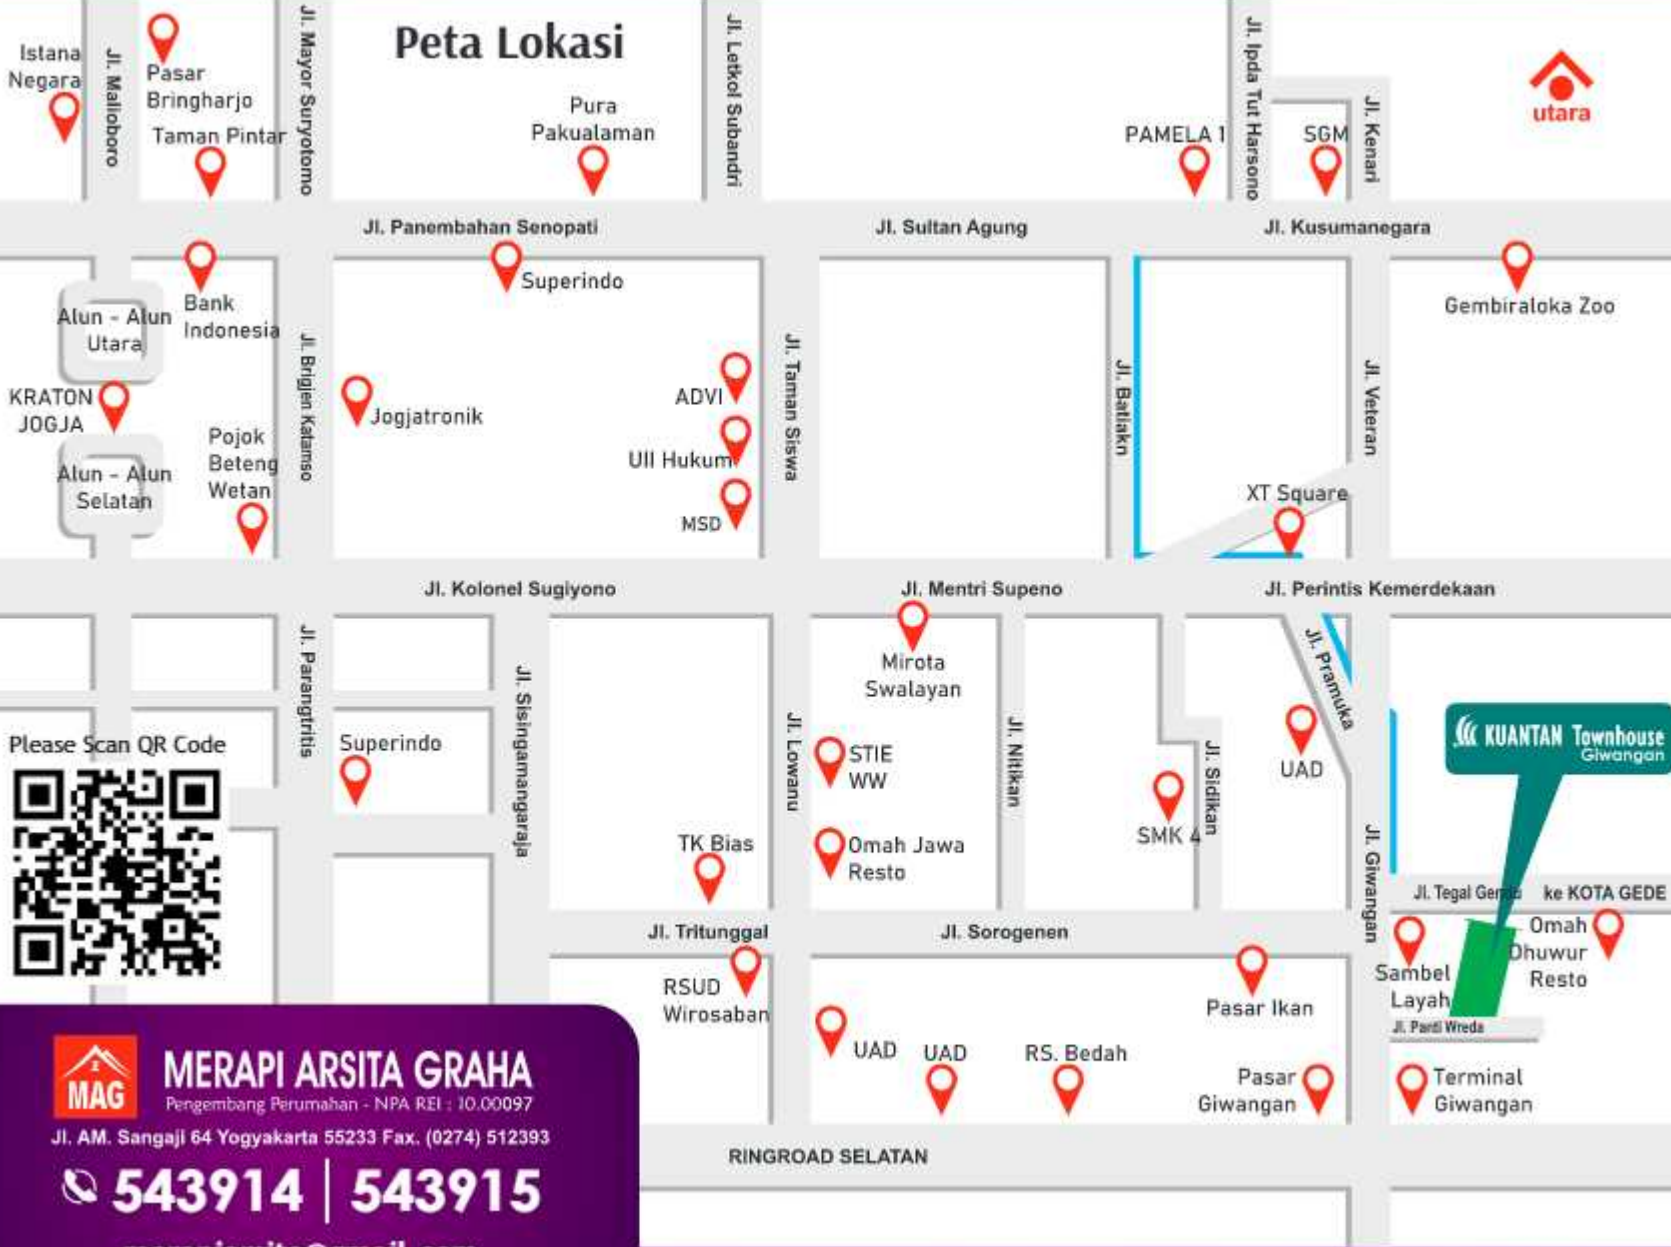 Peta Lokasi
utara
Istana
Negara
Jl. Malioboro
Pasar
Bringharjo
Taman Pintar
Jl. Mayor Suryotomo
Pura
Pakualaman
Jl. Letkol Subandri
PAMELA 1
Jl. Ipda Tut Harsono
SGM
Jl. Kenari
Jl. Panembahan Senopati
Jl. Sultan Agung
Jl. Kusumanegara
Alun - Alun
Utara
Bank
Indonesia
Superindo
Gembiraloka Zoo
KRATON
JOGJA
Pojok
Beteng
Wetan
Alun - Alun
Selatan
Jl. Brigjen Katamso
Jogjatronik
ADVI
UII Hukum
MSD
Jl. Taman Siswa
Jl. Batiakn
Jl. Veteran
XT Square
Jl. Kolonel Sugiyono
Jl. Mentri Supeno
Jl. Perintis Kemerdekaan
Jl. Parangtritis
Superindo
Jl. Sisingamangaraja
TK Bias
Jl. Lowanu
Mirota
Swalayan
STIE
WW
Omah Jawa
Resto
Jl. Nitikan
SMK 4
Jl. Sidikan
UAD
Jl. Pramuka
Jl. Giwangan
KUANTAN Townhouse
Giwangan
Jl. Tegal Gendu
ke KOTA GEDE
Omah
Dhuwur
Resto
Sambel
Layah
Jl. Panti Wreda
Jl. Tritunggal
Jl. Sorogenen
RSUD
Wirosaban
UAD
UAD
RS. Bedah
Pasar Ikan
Pasar
Giwangan
Terminal
Giwangan
RINGROAD SELATAN
Please Scan QR Code
MAG
MERAPI ARSITA GRAHA
Pengembang Perumahan - NPA REI : 10.00097
Jl. AM. Sangaji 64 Yogyakarta 55233 Fax. (0274) 512393
543914 | 543915